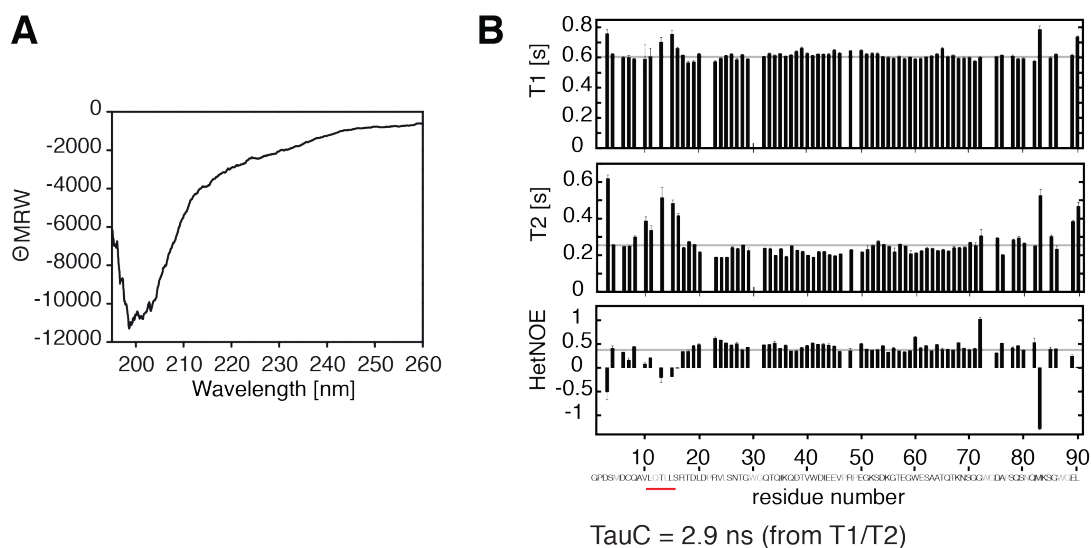 A
0
-2000
-4000
-6000
-8000
-10000
-12000
ΘMRW
200 210 220 230 240 250 260
Wavelength [nm]
B
0.8
0.6
0.4
0.2
0
T1 [s]
0.6
0.4
0.2
0
T2 [s]
1
0.5
0
-0.5
-1
HetNOE
10 20 30 40 50 60 70 80 90
residue number
TauC = 2.9 ns (from T1/T2)